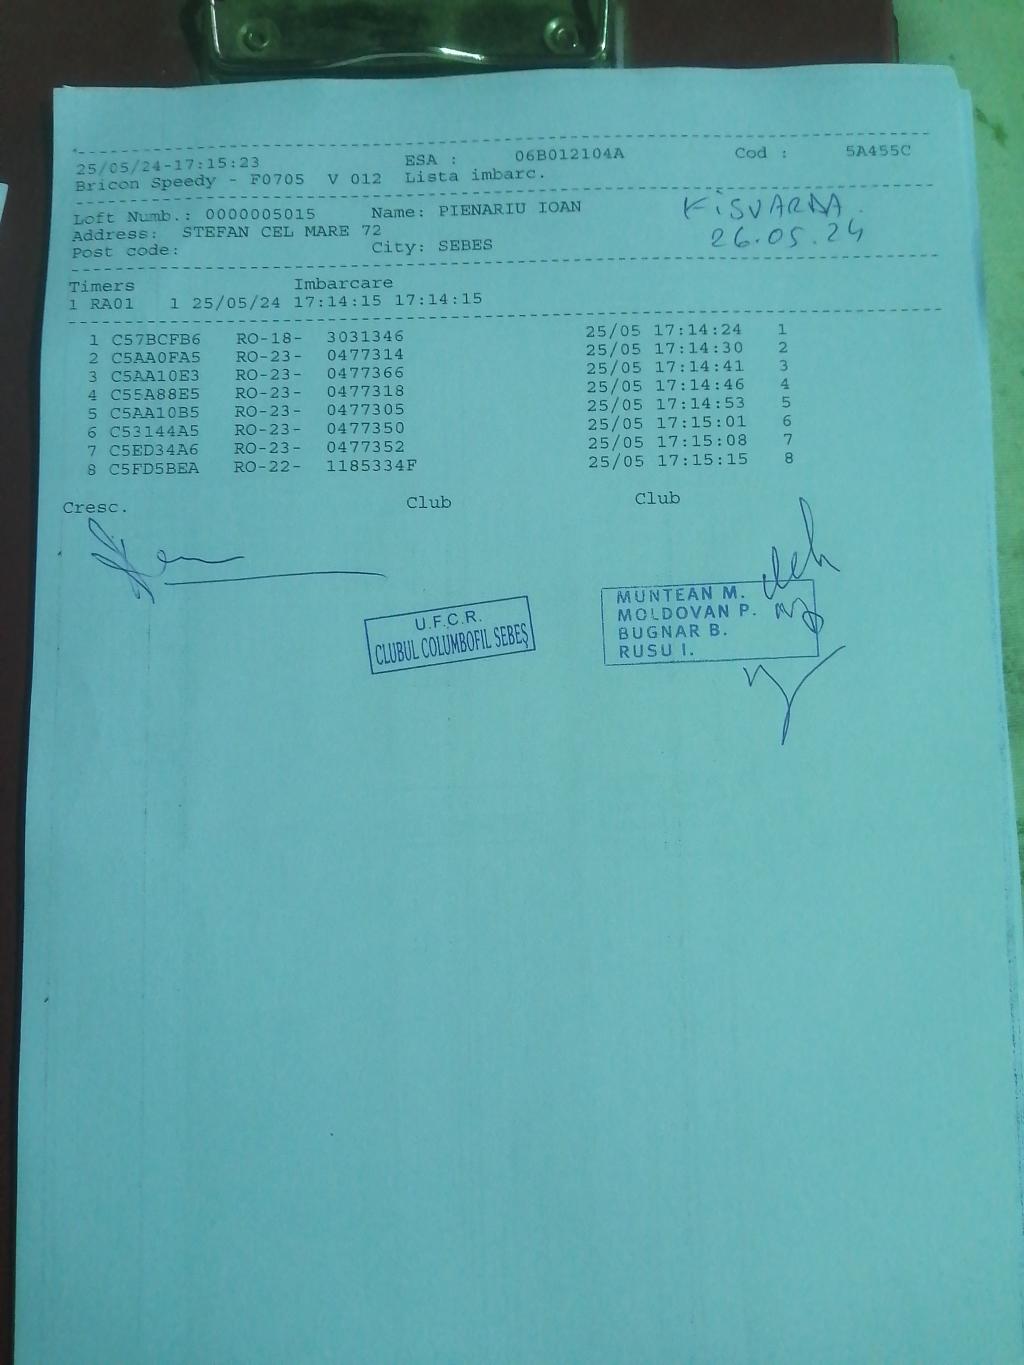 25/05/24-17:15:23 ESA : 06B012104A Cod : 5A455C
Bricon Speedy - F0705 V 012 Lista imbarc.
Loft Numb.: 0000005015 Name: PIENARIU IOAN
Address: STEFAN CEL MARE 72
Post code: City: SEBES
KISVARDA
26.05.24
Timers Imbarcare
1 RA01 1 25/05/24 17:14:15 17:14:15
1 C57BCFB6 RO-18- 3031346 25/05 17:14:24 1
2 C5AA0FA5 RO-23- 0477314 25/05 17:14:30 2
3 C5AA10E3 RO-23- 0477366 25/05 17:14:41 3
4 C55A88E5 RO-23- 0477318 25/05 17:14:46 4
5 C5AA10B5 RO-23- 0477305 25/05 17:14:53 5
6 C53144A5 RO-23- 0477350 25/05 17:15:01 6
7 C5ED34A6 RO-23- 0477352 25/05 17:15:08 7
8 C5FD5BEA RO-22- 1185334F 25/05 17:15:15 8
Cresc. Club Club
U.F.C.R.
CLUBUL COLUMBOFIL SEBEŞ
MUNTEAN M.
MOLDOVAN P.
BUGNAR B.
RUSU I.